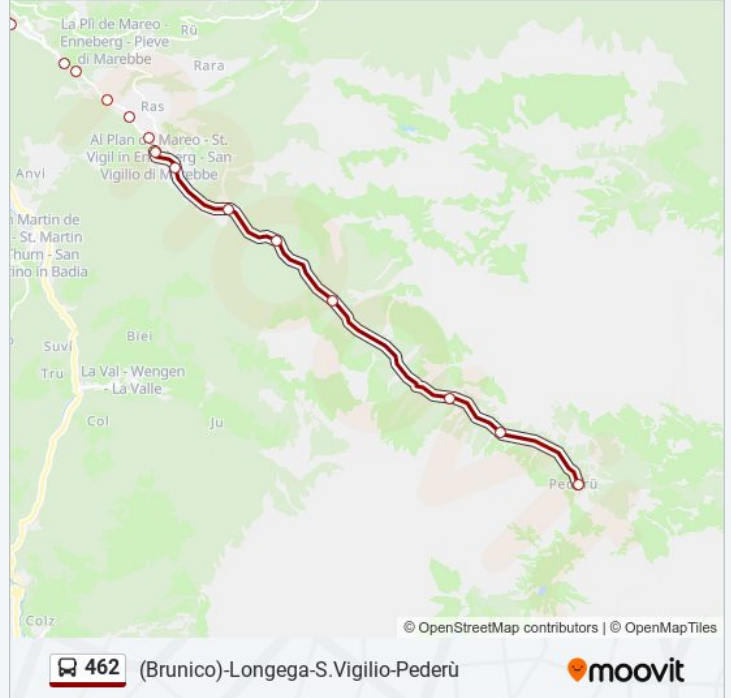 La Plì de Mareo -
Enneberg - Pieve
di Marebbe
Rü
Rara
Ras
Al Plan de Mareo - St.
Vigil in Enneberg - San
Vigilio di Marebbe
Anvi
Martin de
- St. Martin
Thurn - San
tino in Badia
Biei
Suvì
Tru
La Val - Wengen
- La Valle
Col
Ju
Pederü
Colz
© OpenStreetMap contributors | © OpenMapTiles
462 (Brunico)-Longega-S.Vigilio-Pederù
moovit